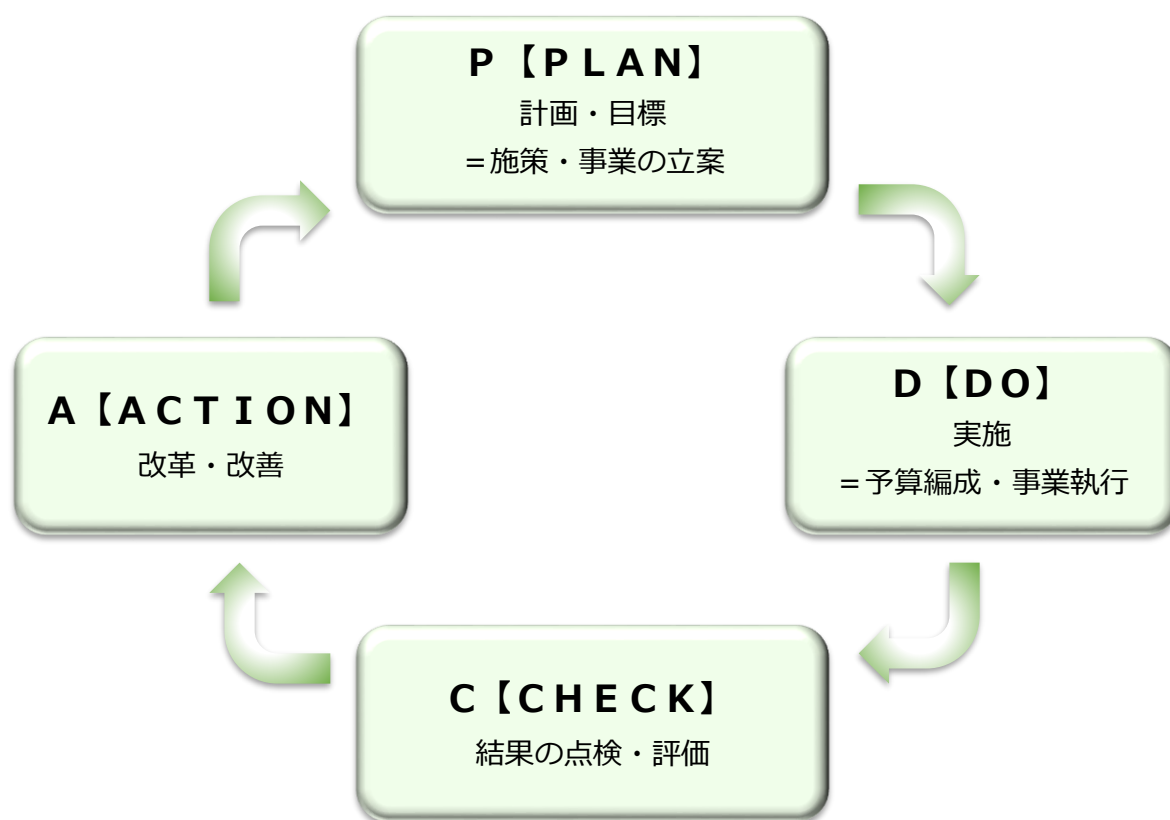 P【PLAN】
計画・目標
＝施策・事業の立案
A【ACTION】
改革・改善
D【DO】
実施
＝予算編成・事業執行
C【CHECK】
結果の点検・評価